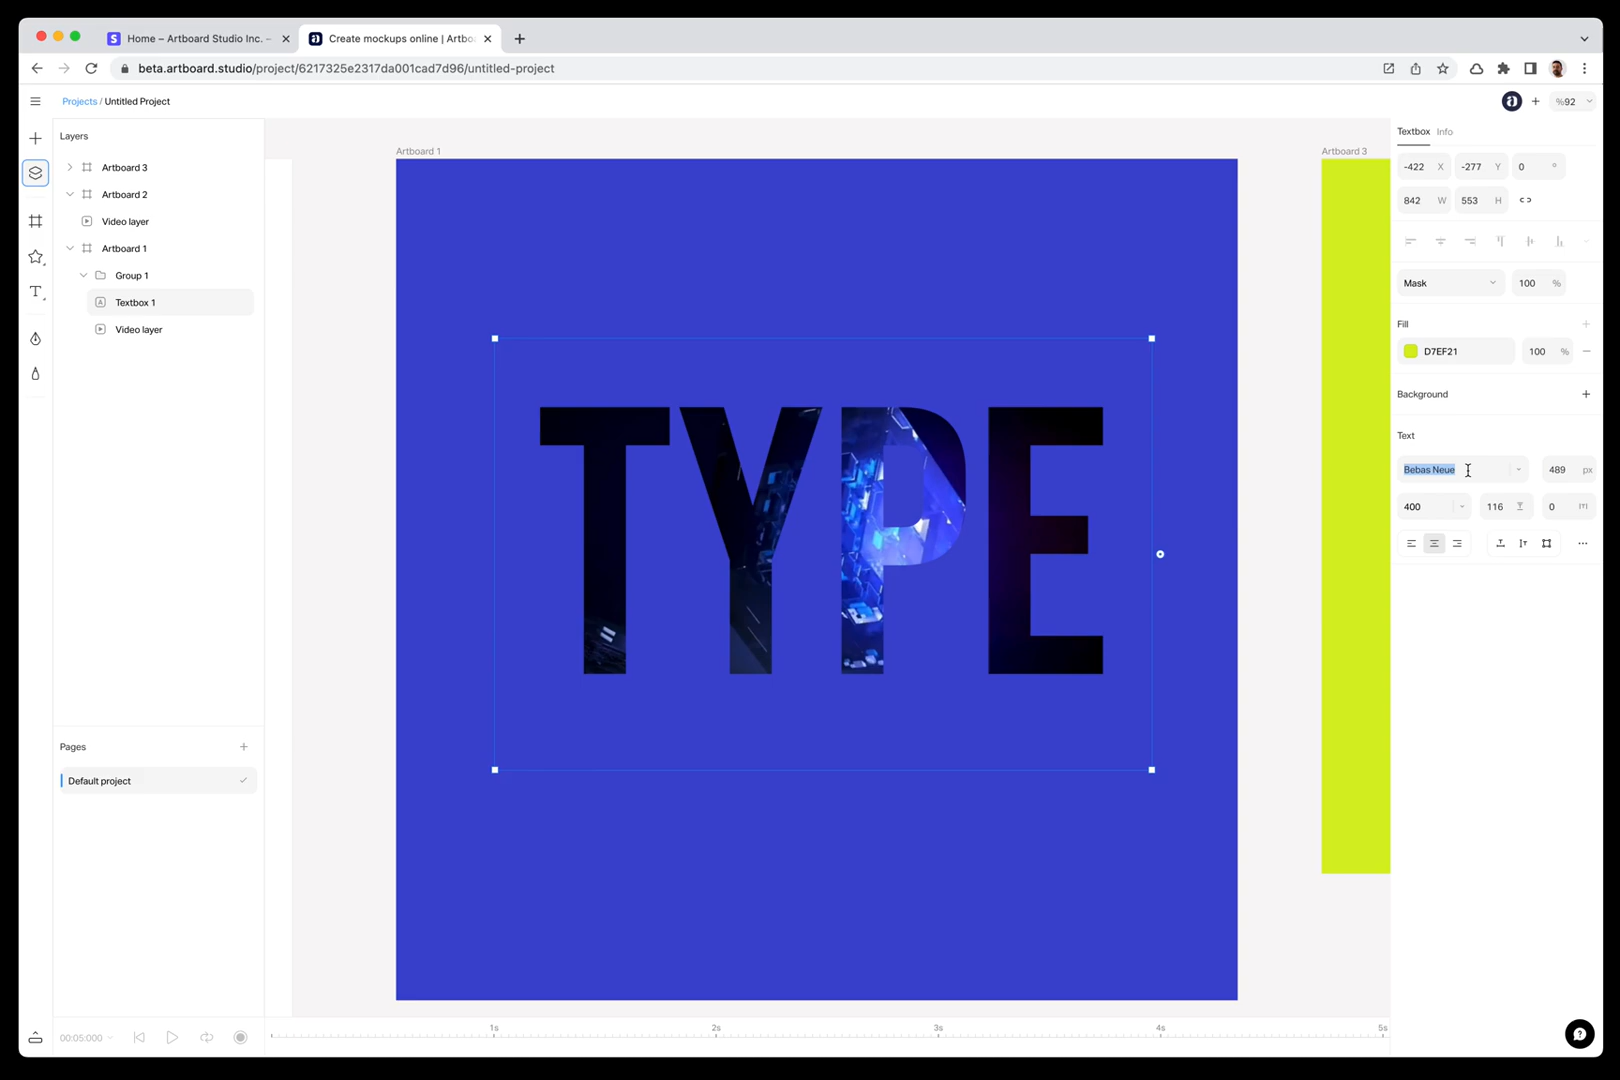 Home – Artboard Studio Inc. –
Create mockups online | Artbo
beta.artboard.studio/project/6217325e2317da001cad7d96/untitled-project
Projects / Untitled Project
%92
Layers
Artboard 3
Artboard 2
Video layer
Artboard 1
Group 1
Textbox 1
Video layer
Pages
Default project
Artboard 1
Artboard 3
TYPE
Textbox Info
-422 X -277 Y 0 °
842 W 553 H
Mask 100 %
Fill
D7EF21 100 %
Background
Text
Bebas Neue 489 px
400 116 0
00:05:000
1s 2s 3s 4s 5s